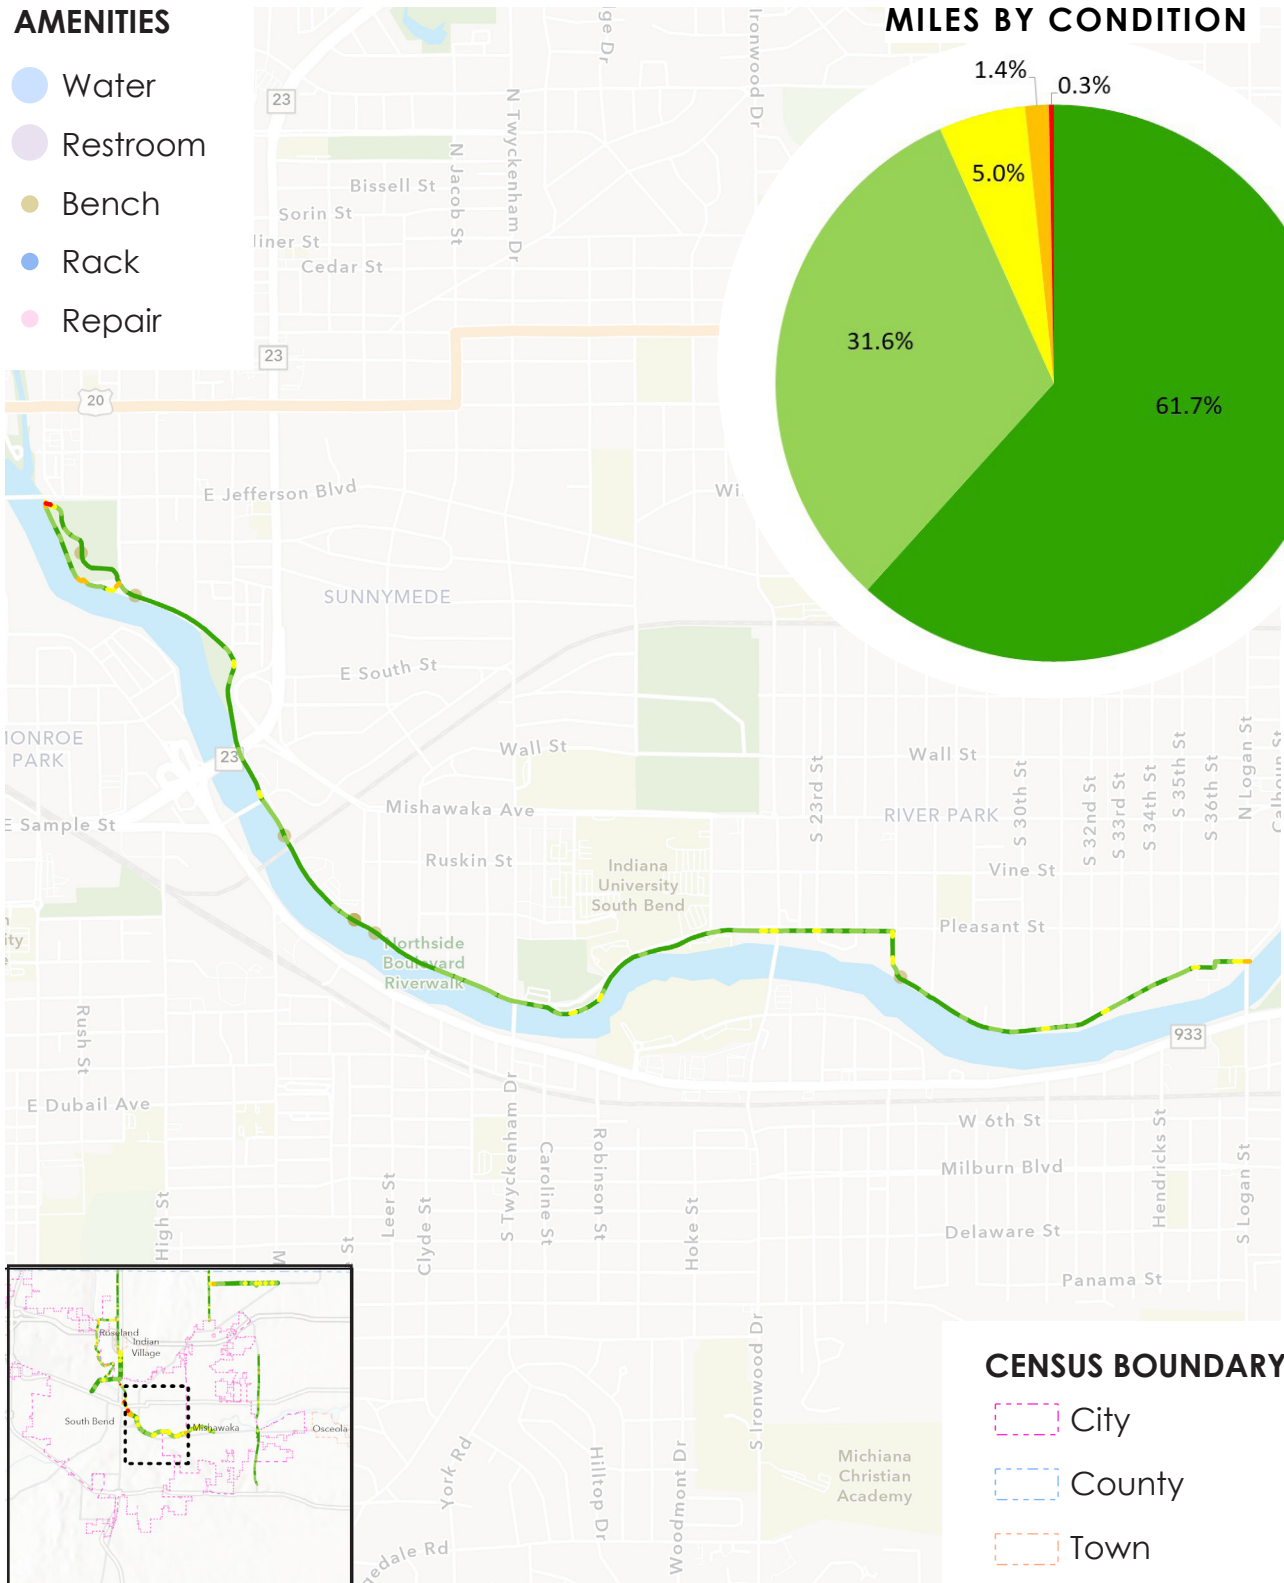 AMENITIES
Water
Restroom
Bench
Rack
Repair
MILES BY CONDITION
1.4%
0.3%
5.0%
31.6%
61.7%
23
N Twyckenham Dr
N Jacob St
Ironwood Dr
Bissell St
Sorin St
Cedar St
23
20
E Jefferson Blvd
SUNNYMEDE
E South St
MONROE
PARK
23
Wall St
Wall St
Mishawaka Ave
E Sample St
Ruskin St
Indiana
University
South Bend
S 23rd St
RIVER PARK
S 30th St
S 32nd St
S 33rd St
S 34th St
S 35th St
S 36th St
N Logan St
Calhoun St
Vine St
Pleasant St
Northside
Boulevard
Riverwalk
Rush St
933
E Dubail Ave
W 6th St
Milburn Blvd
Delaware St
Panama St
High St
Leer St
Clyde St
S Twyckenham Dr
Caroline St
Robinson St
Hoke St
Hendricks St
S Logan St
M
St
S Ironwood Dr
York Rd
Hilltop Dr
Woodmont Dr
Michiana
Christian
Academy
Roseland
Indian
Village
South Bend
Mishawaka
Osceola
CENSUS BOUNDARY
City
County
Town